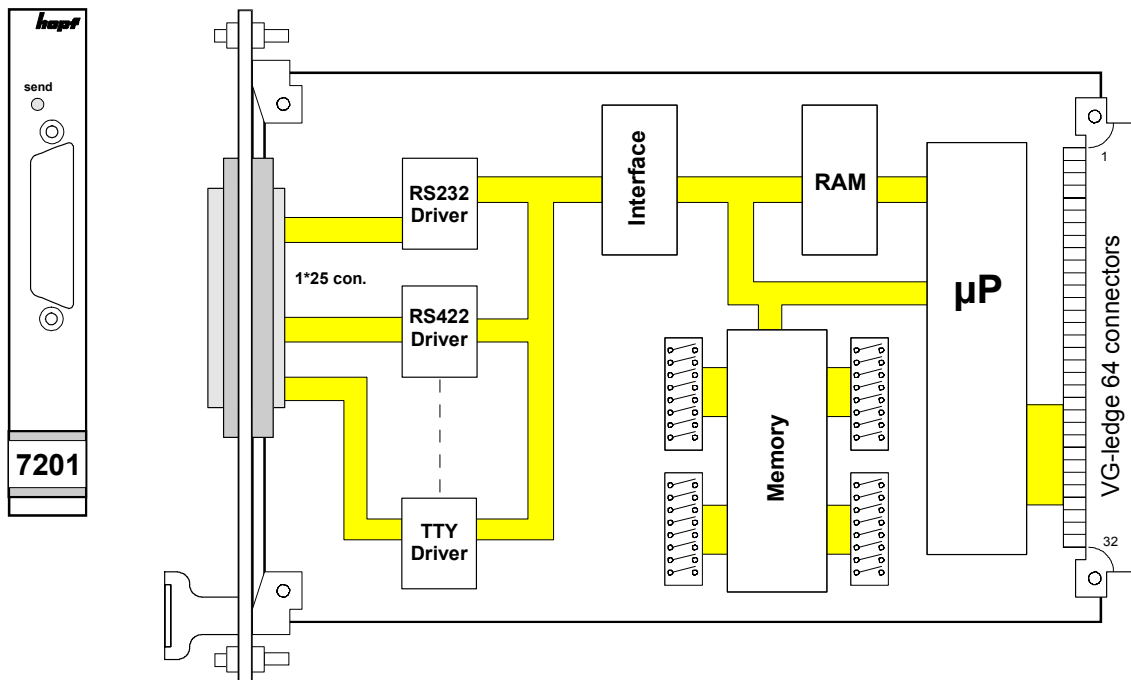 hopf
send
7201
RS232
Driver
1*25 con.
RS422
Driver
TTY
Driver
Interface
RAM
Memory
µP
1
VG-ledge 64 connectors
32